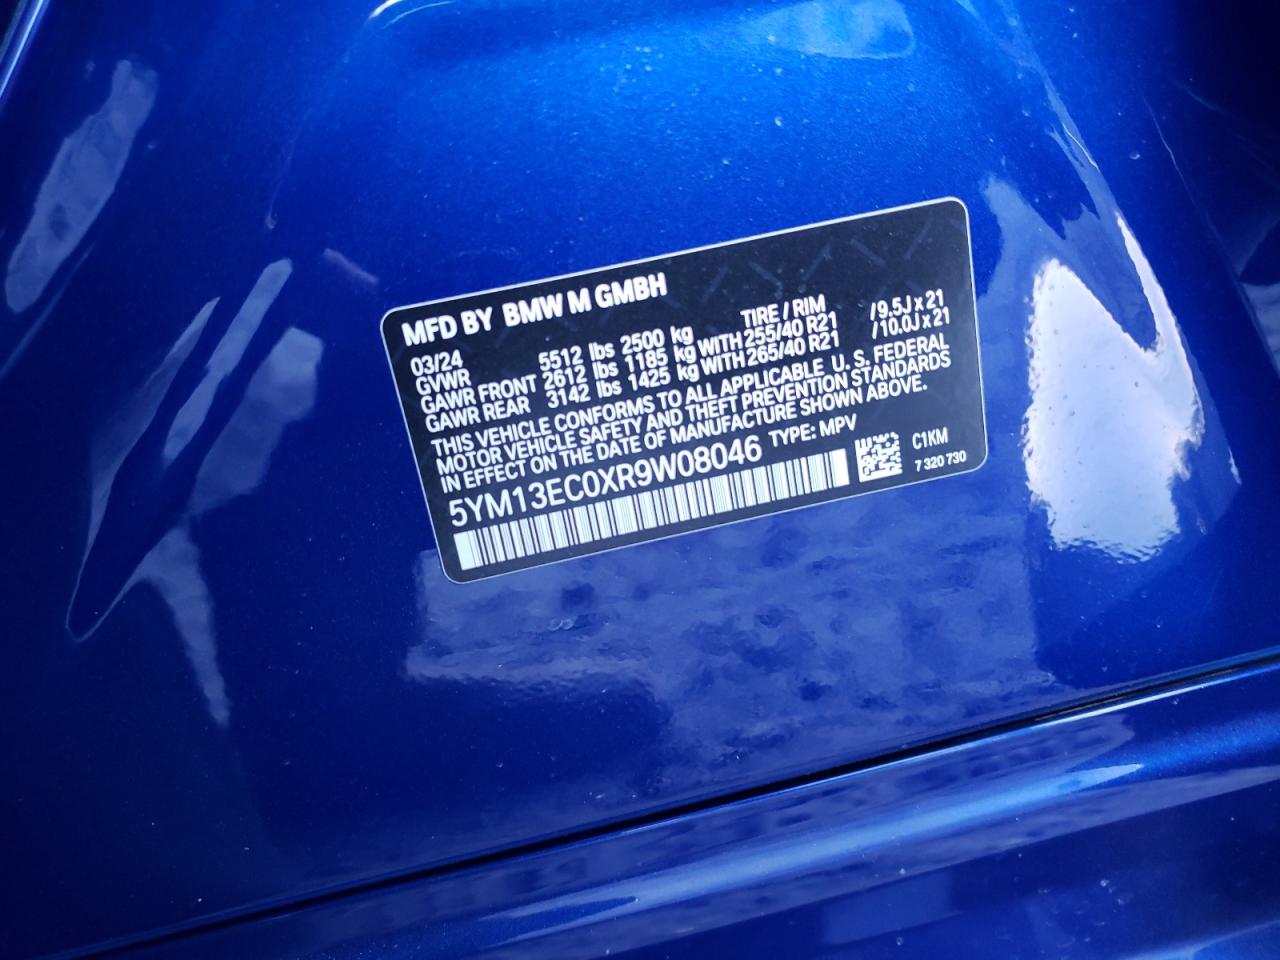 MFD BY BMW M GMBH
03/24 TIRE / RIM
GVWR 5512 lbs 2500 kg
GAWR FRONT 2612 lbs 1185 kg WITH 255/40 R21 /9.5J x 21
GAWR REAR 3142 lbs 1425 kg WITH 265/40 R21 /10.0J x 21
THIS VEHICLE CONFORMS TO ALL APPLICABLE U. S. FEDERAL
MOTOR VEHICLE SAFETY AND THEFT PREVENTION STANDARDS
IN EFFECT ON THE DATE OF MANUFACTURE SHOWN ABOVE.
5YM13EC0XR9W08046 TYPE: MPV
C1KM
7 320 730